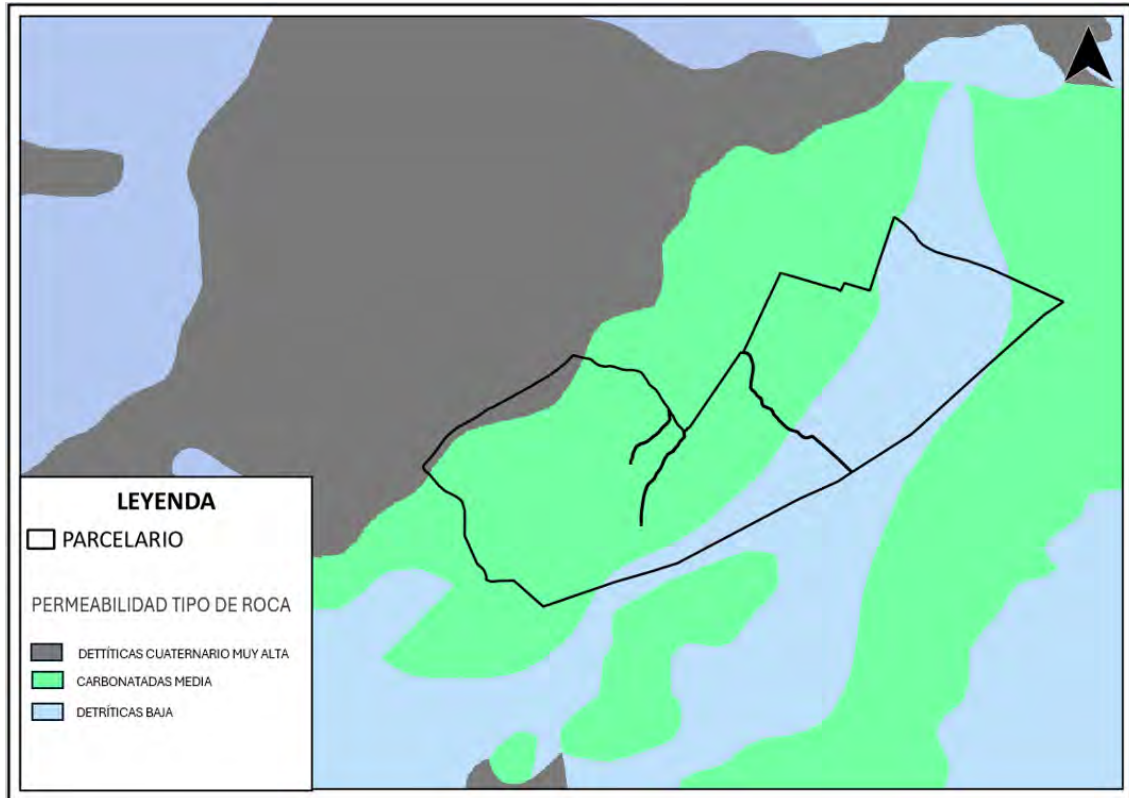 LEYENDA
PARCELARIO
PERMEABILIDAD TIPO DE ROCA
DETTÍTICAS CUATERNARIO MUY ALTA
CARBONATADAS MEDIA
DETRÍTICAS BAJA